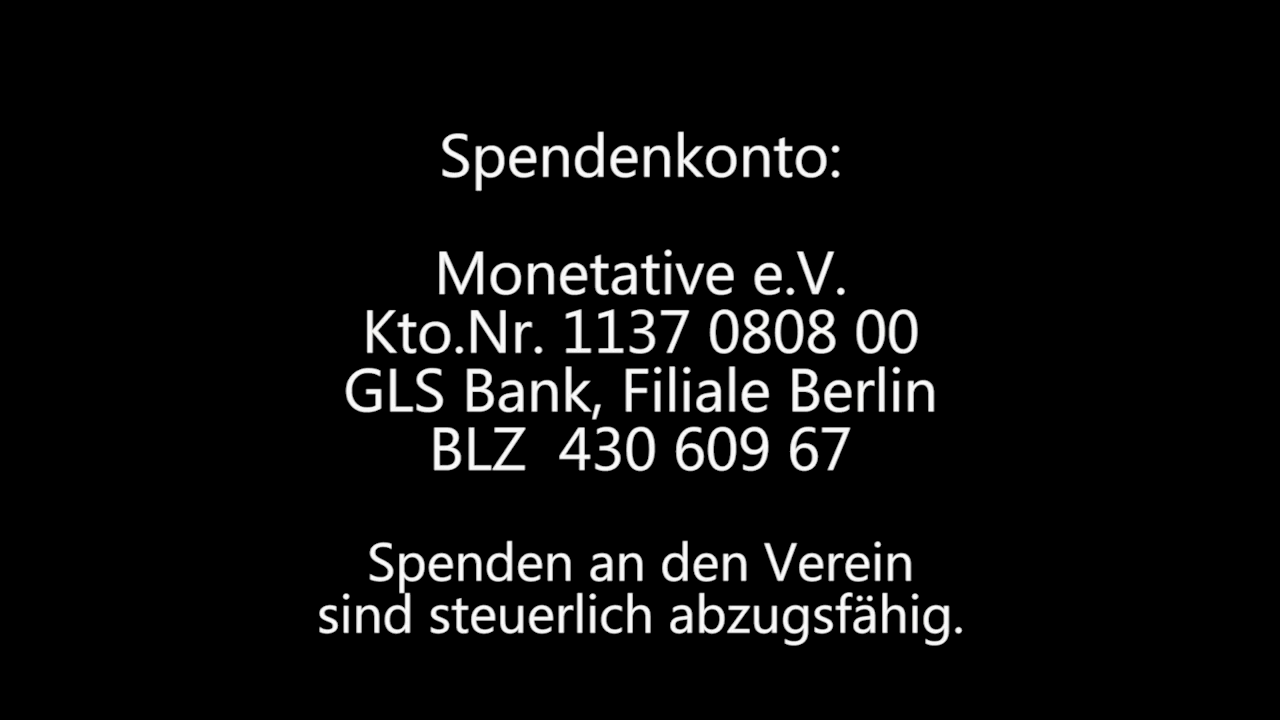 Spendenkonto:
Monetative e.V.
Kto.Nr. 1137 0808 00
GLS Bank, Filiale Berlin
BLZ  430 609 67
Spenden an den Verein
sind steuerlich abzugsfähig.